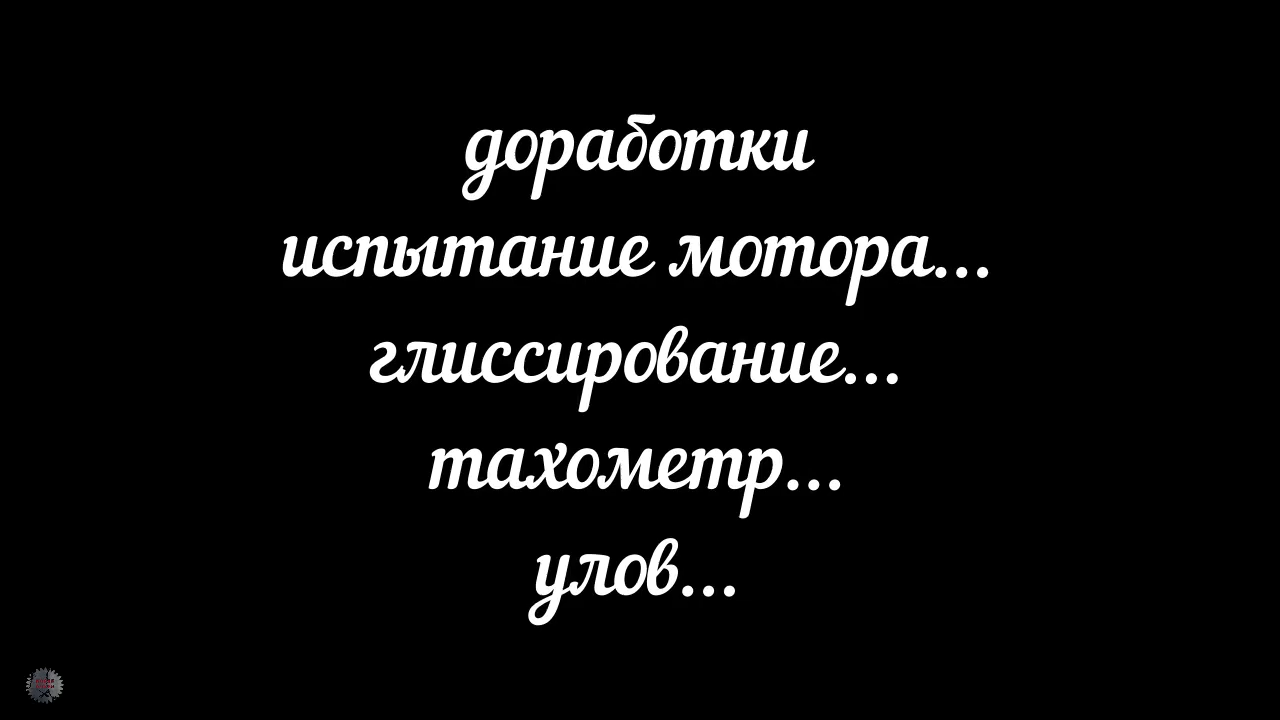 доработки
испытание мотора...
глиссирование...
тахометр...
улов...